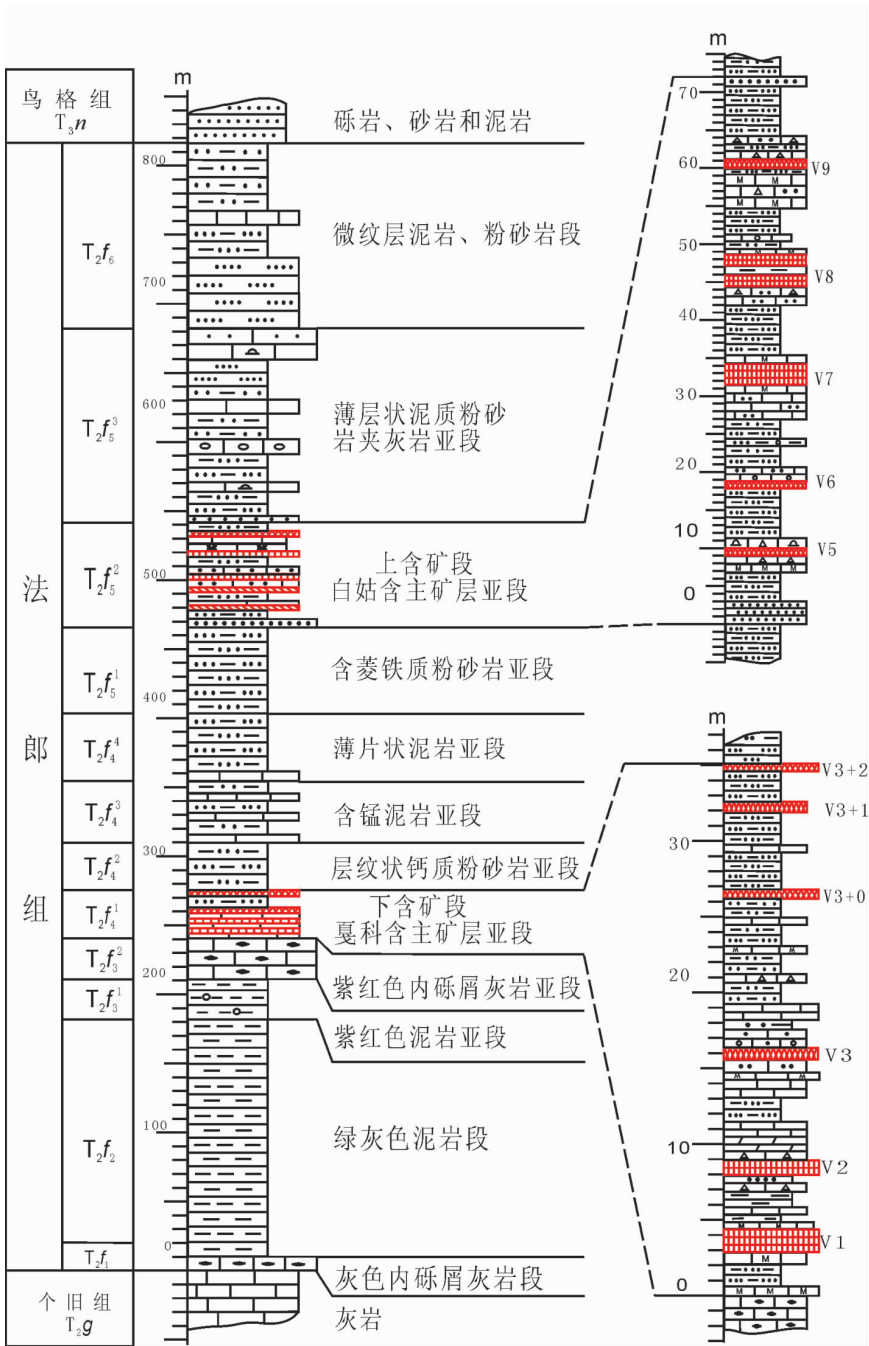 鸟格组
T₃n
m
砾岩、砂岩和泥岩
法
郎
组
800
T₂f₆
微纹层泥岩、粉砂岩段
700
T₂f₅³
600
薄层状泥质粉砂
岩夹灰岩亚段
T₂f₅²
500
上含矿段
白姑含主矿层亚段
T₂f₅¹
400
含菱铁质粉砂岩亚段
T₂f₄⁴
薄片状泥岩亚段
T₂f₄³
含锰泥岩亚段
T₂f₄²
300
层纹状钙质粉砂岩亚段
T₂f₄¹
下含矿段
戛科含主矿层亚段
T₂f₃²
200
紫红色内砾屑灰岩亚段
T₂f₃¹
紫红色泥岩亚段
T₂f₂
100
绿灰色泥岩段
0
T₂f₁
灰色内砾屑灰岩段
个旧组
T₂g
灰岩
m
70
60
V9
50
V8
40
V7
30
20
V6
10
V5
0
m
V3+2
V3+1
30
V3+0
20
V3
10
V2
V1
0
M M
M M
M
M
M
M M
M
M M
M
M M
M
M M